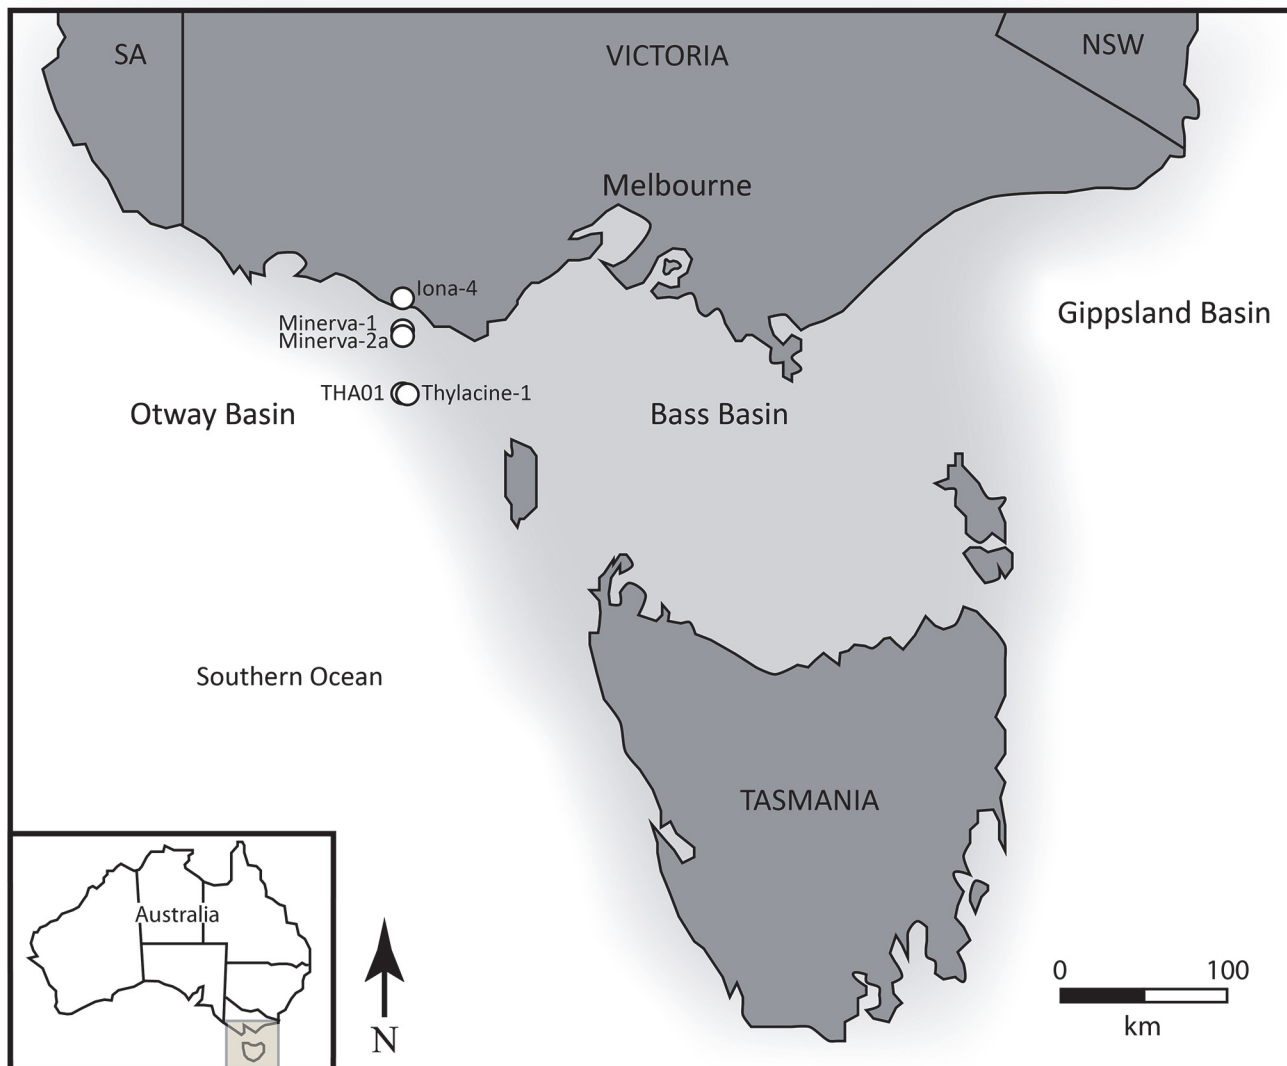 SA
VICTORIA
NSW
Melbourne
Iona-4
Gippsland Basin
Minerva-1
Minerva-2a
THA01
Thylacine-1
Otway Basin
Bass Basin
Southern Ocean
TASMANIA
Australia
0
100
km
N